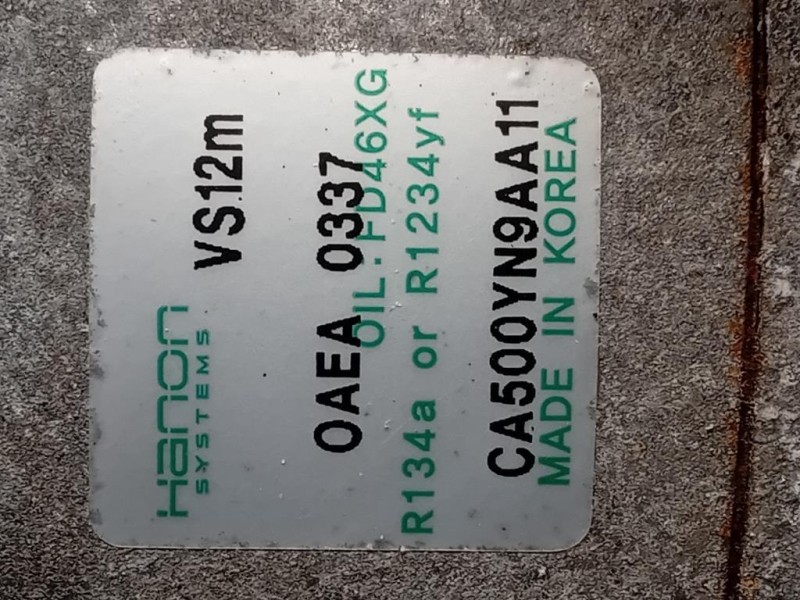 Hanon
SYSTEMS
VS12m
OAEA 0337
OIL:FD46XG
R134a or R1234yf
CA500YN9AA11
MADE IN KOREA